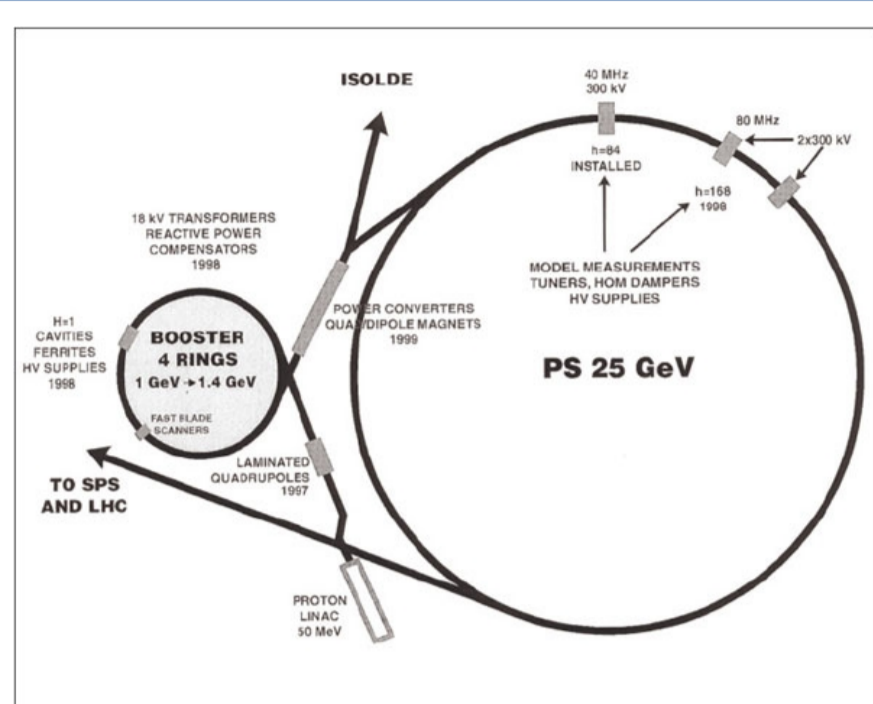 ISOLDE
40 MHz
300 kV
80 MHz
2x300 kV
h=84
INSTALLED
h=168
1998
18 kV TRANSFORMERS
REACTIVE POWER
COMPENSATORS
1998
MODEL MEASUREMENTS
TUNERS, HOM DAMPERS
HV SUPPLIES
POWER CONVERTERS
QUAD/DIPOLE MAGNETS
1999
H=1
CAVITIES
FERRITES
HV SUPPLIES
1998
BOOSTER
4 RINGS
1 GeV → 1.4 GeV
FAST BLADE
SCANNERS
PS 25 GeV
LAMINATED
QUADRUPOLES
1997
TO SPS
AND LHC
PROTON
LINAC
50 MeV